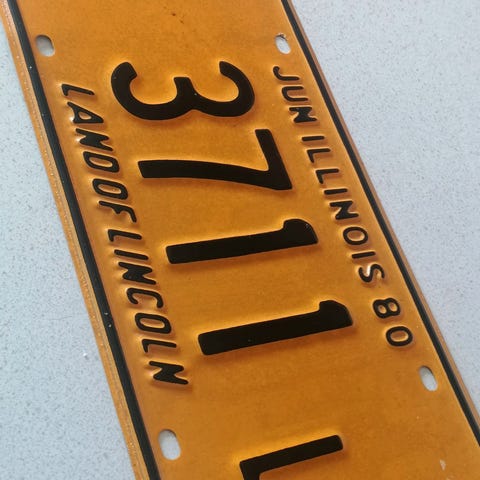 JUN ILLINOIS 80
3711
LAND OF LINCOLN